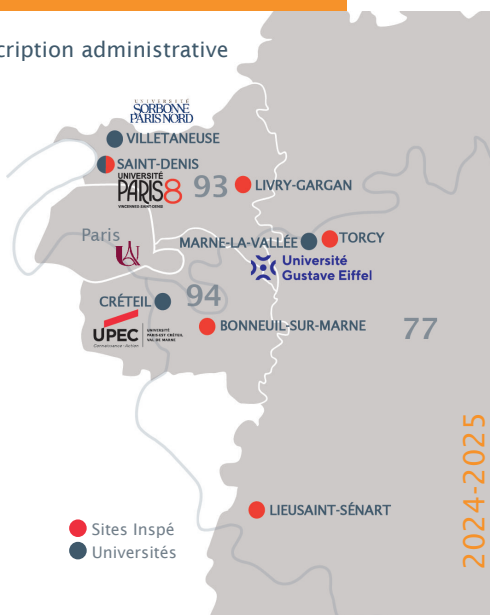 cription administrative
UNIVERSITÉ
SORBONNE
PARIS NORD
VILLETANEUSE
SAINT-DENIS
UNIVERSITÉ
PARIS8
VINCENNES-SAINT-DENIS
93
LIVRY-GARGAN
Paris
MARNE-LA-VALLÉE
TORCY
Université
Gustave Eiffel
CRÉTEIL
94
UPEC
UNIVERSITÉ
PARIS-EST CRÉTEIL
VAL DE MARNE
Connaissance - Action
BONNEUIL-SUR-MARNE
77
LIEUSAINT-SÉNART
Sites Inspé
Universités
2024-2025